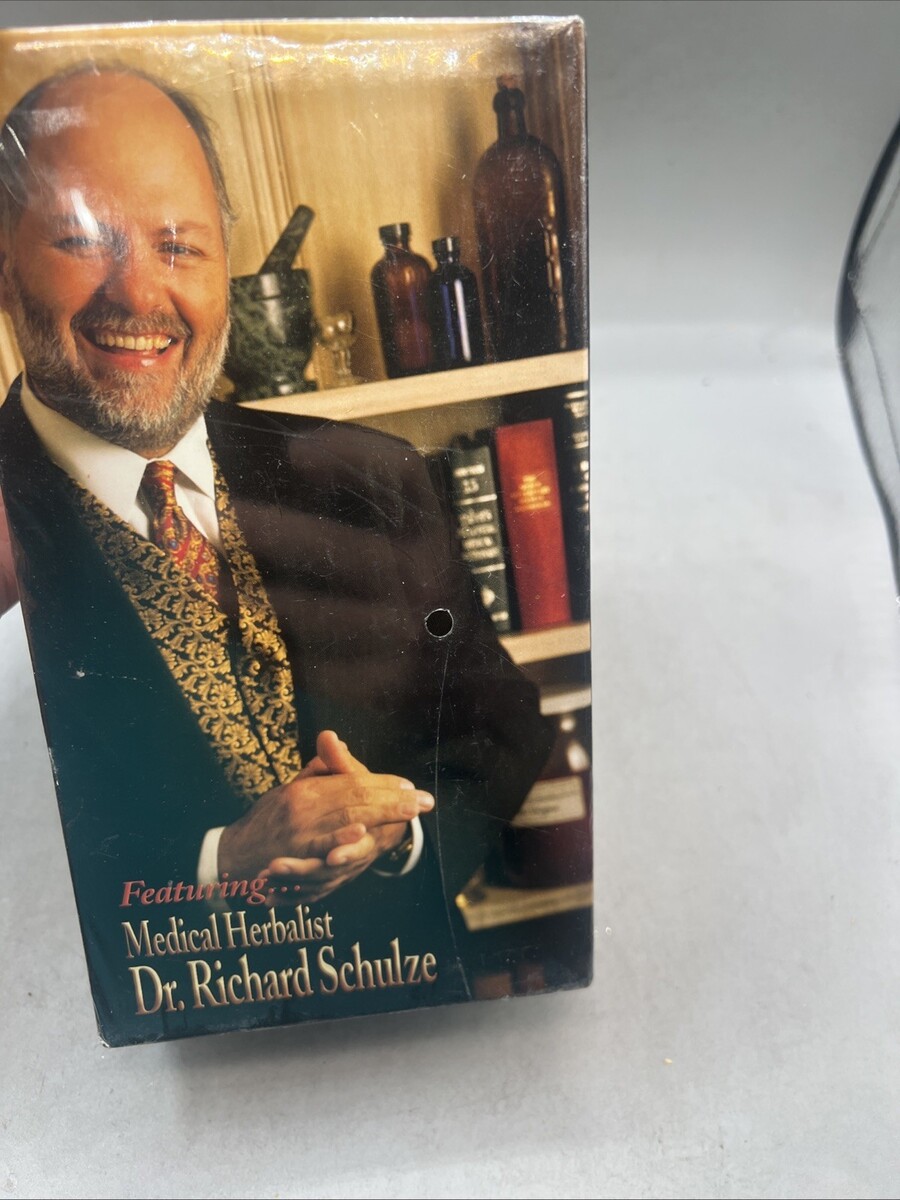 Featuring...
Medical Herbalist
Dr. Richard Schulze